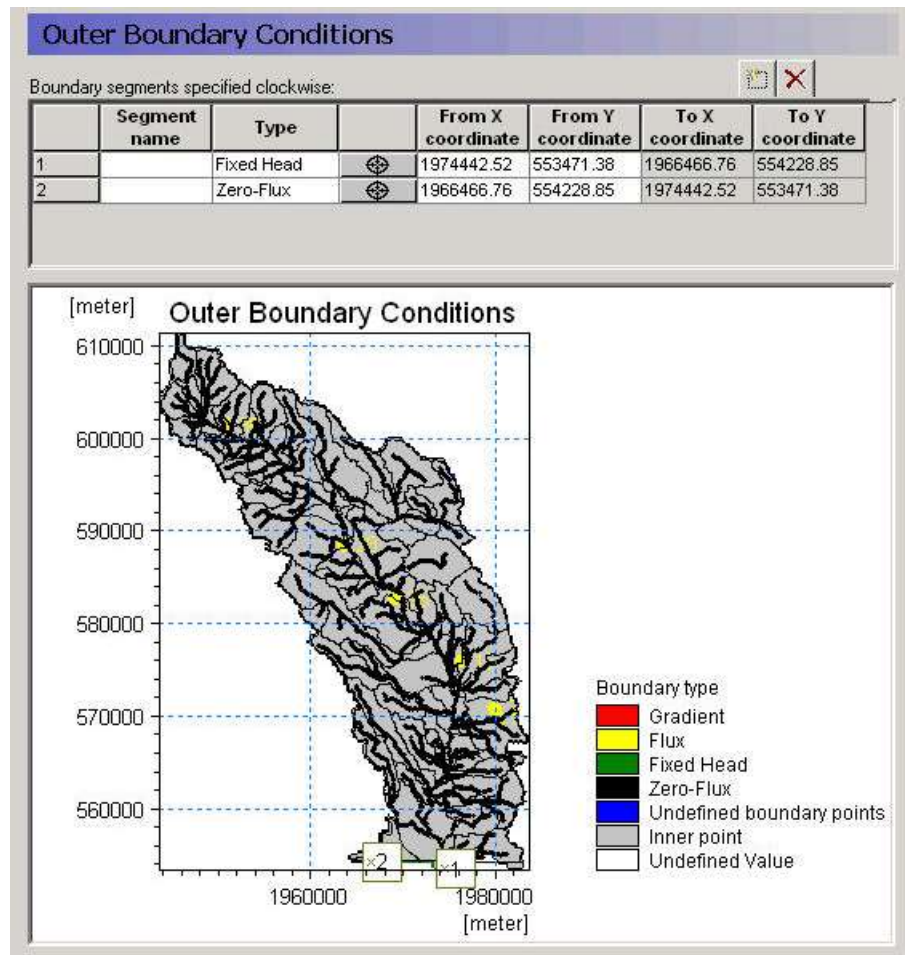 Outer Boundary Conditions
Boundary segments specified clockwise:
Segment name Type From X coordinate From Y coordinate To X coordinate To Y coordinate
1 Fixed Head 1974442.52 553471.38 1966466.76 554228.85
2 Zero-Flux 1966466.76 554228.85 1974442.52 553471.38
[meter]
Outer Boundary Conditions
610000
600000
590000
580000
570000
560000
×2 ×1
1960000 1980000
[meter]
Boundary type
Gradient
Flux
Fixed Head
Zero-Flux
Undefined boundary points
Inner point
Undefined Value